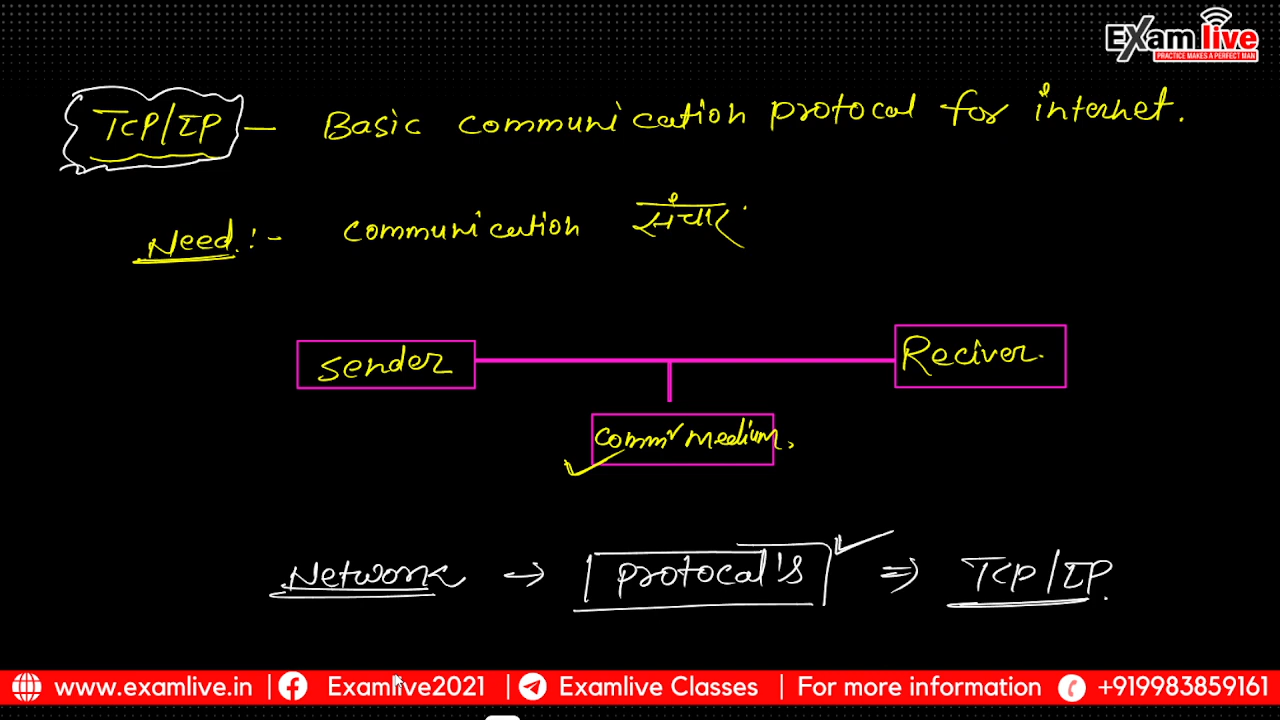 Exam live
PRACTICE MAKES A PERFECT MAN
TCP/IP — Basic communication protocal for internet.
Need :- communication संचार
Sender
Reciver.
commn medium.
Network → protocal's ⇒ TCP/IP.
www.examlive.in | Examlive2021 | Examlive Classes | For more information +919983859161